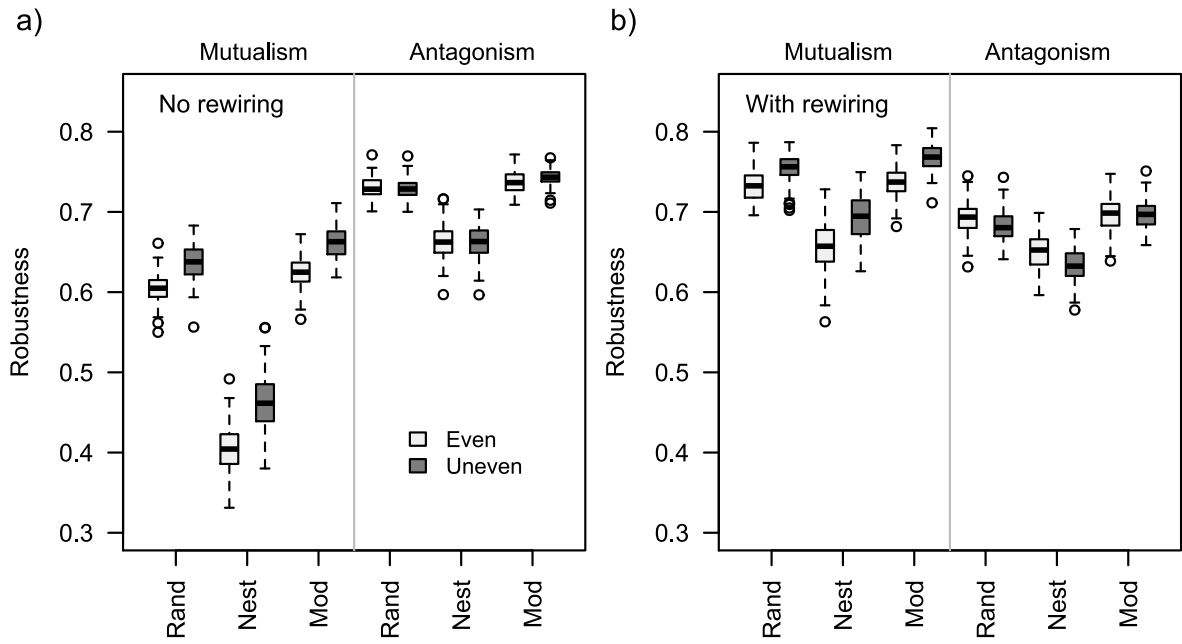 a)
Mutualism Antagonism
No rewiring
Robustness
0.8
0.7
0.6
0.5
0.4
0.3
Even
Uneven
Rand Nest Mod Rand Nest Mod
b)
Mutualism Antagonism
With rewiring
Robustness
0.8
0.7
0.6
0.5
0.4
0.3
Rand Nest Mod Rand Nest Mod